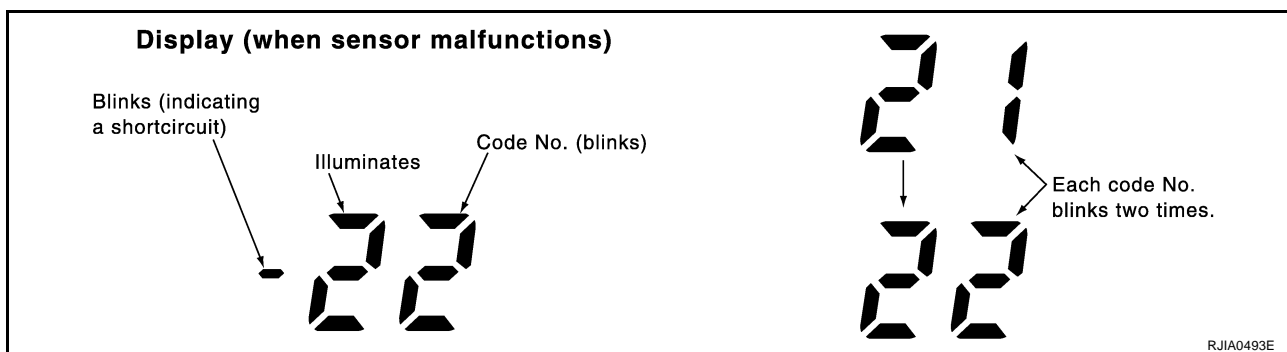 Display (when sensor malfunctions)
Blinks (indicating
a shortcircuit)
Illuminates
Code No. (blinks)
-22
21
22
Each code No.
blinks two times.
RJIA0493E